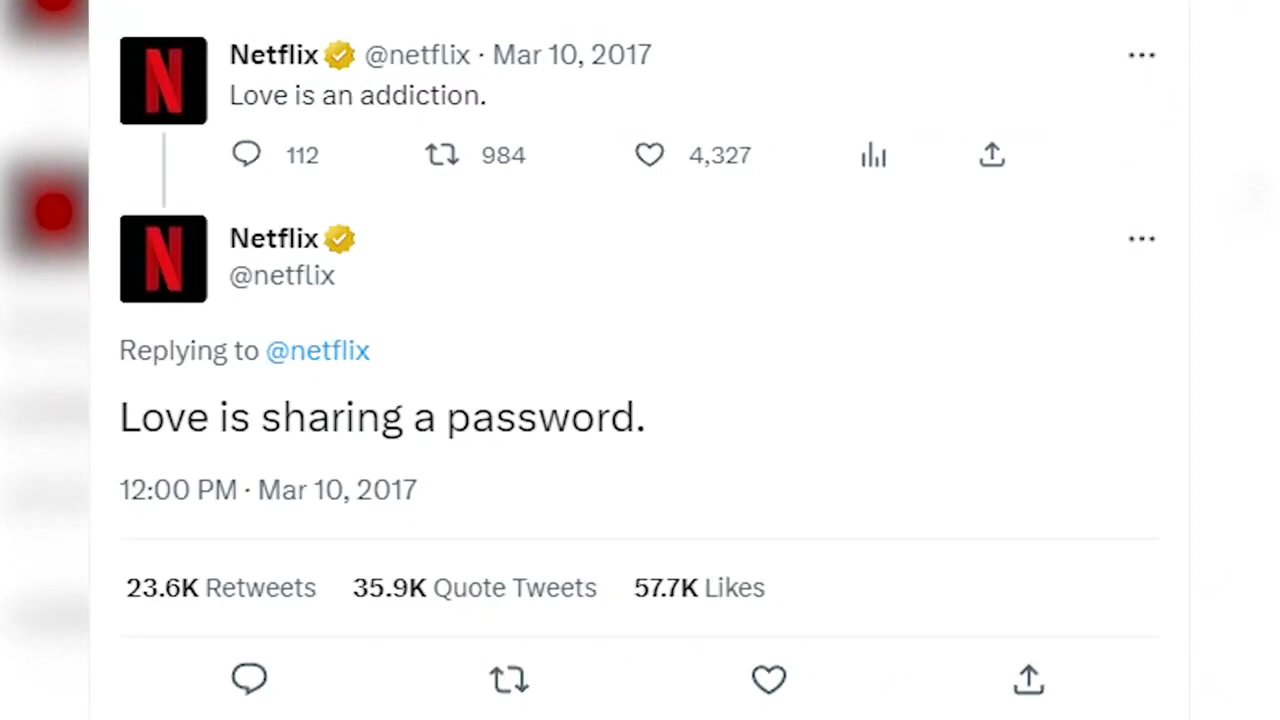 Netflix @netflix · Mar 10, 2017
Love is an addiction.
112 984 4,327
Netflix
@netflix
Replying to @netflix
Love is sharing a password.
12:00 PM · Mar 10, 2017
23.6K Retweets 35.9K Quote Tweets 57.7K Likes